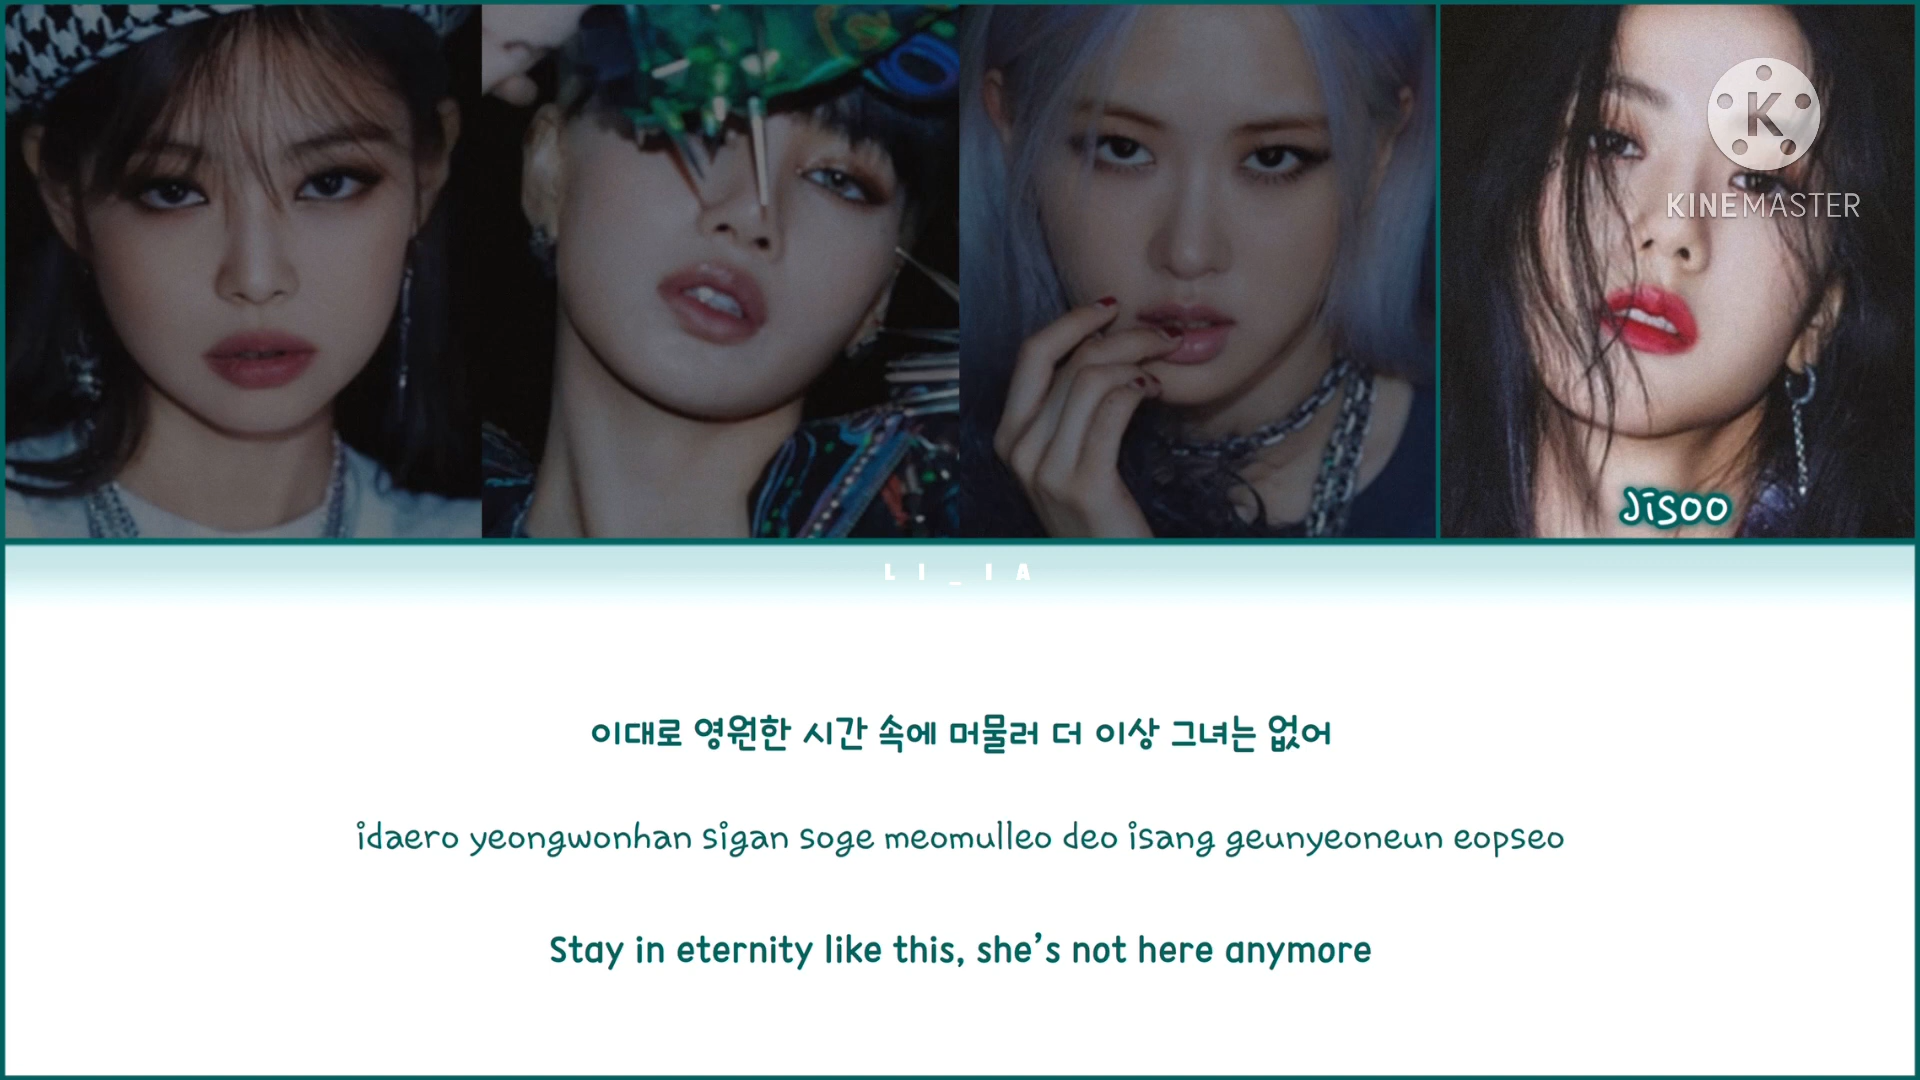 K
KINEMASTER
Jisoo
L I _ I A
이대로 영원한 시간 속에 머물러 더 이상 그녀는 없어
idaero yeongwonhan sigan soge meomulleo deo isang geunyeoneun eopseo
Stay in eternity like this, she's not here anymore